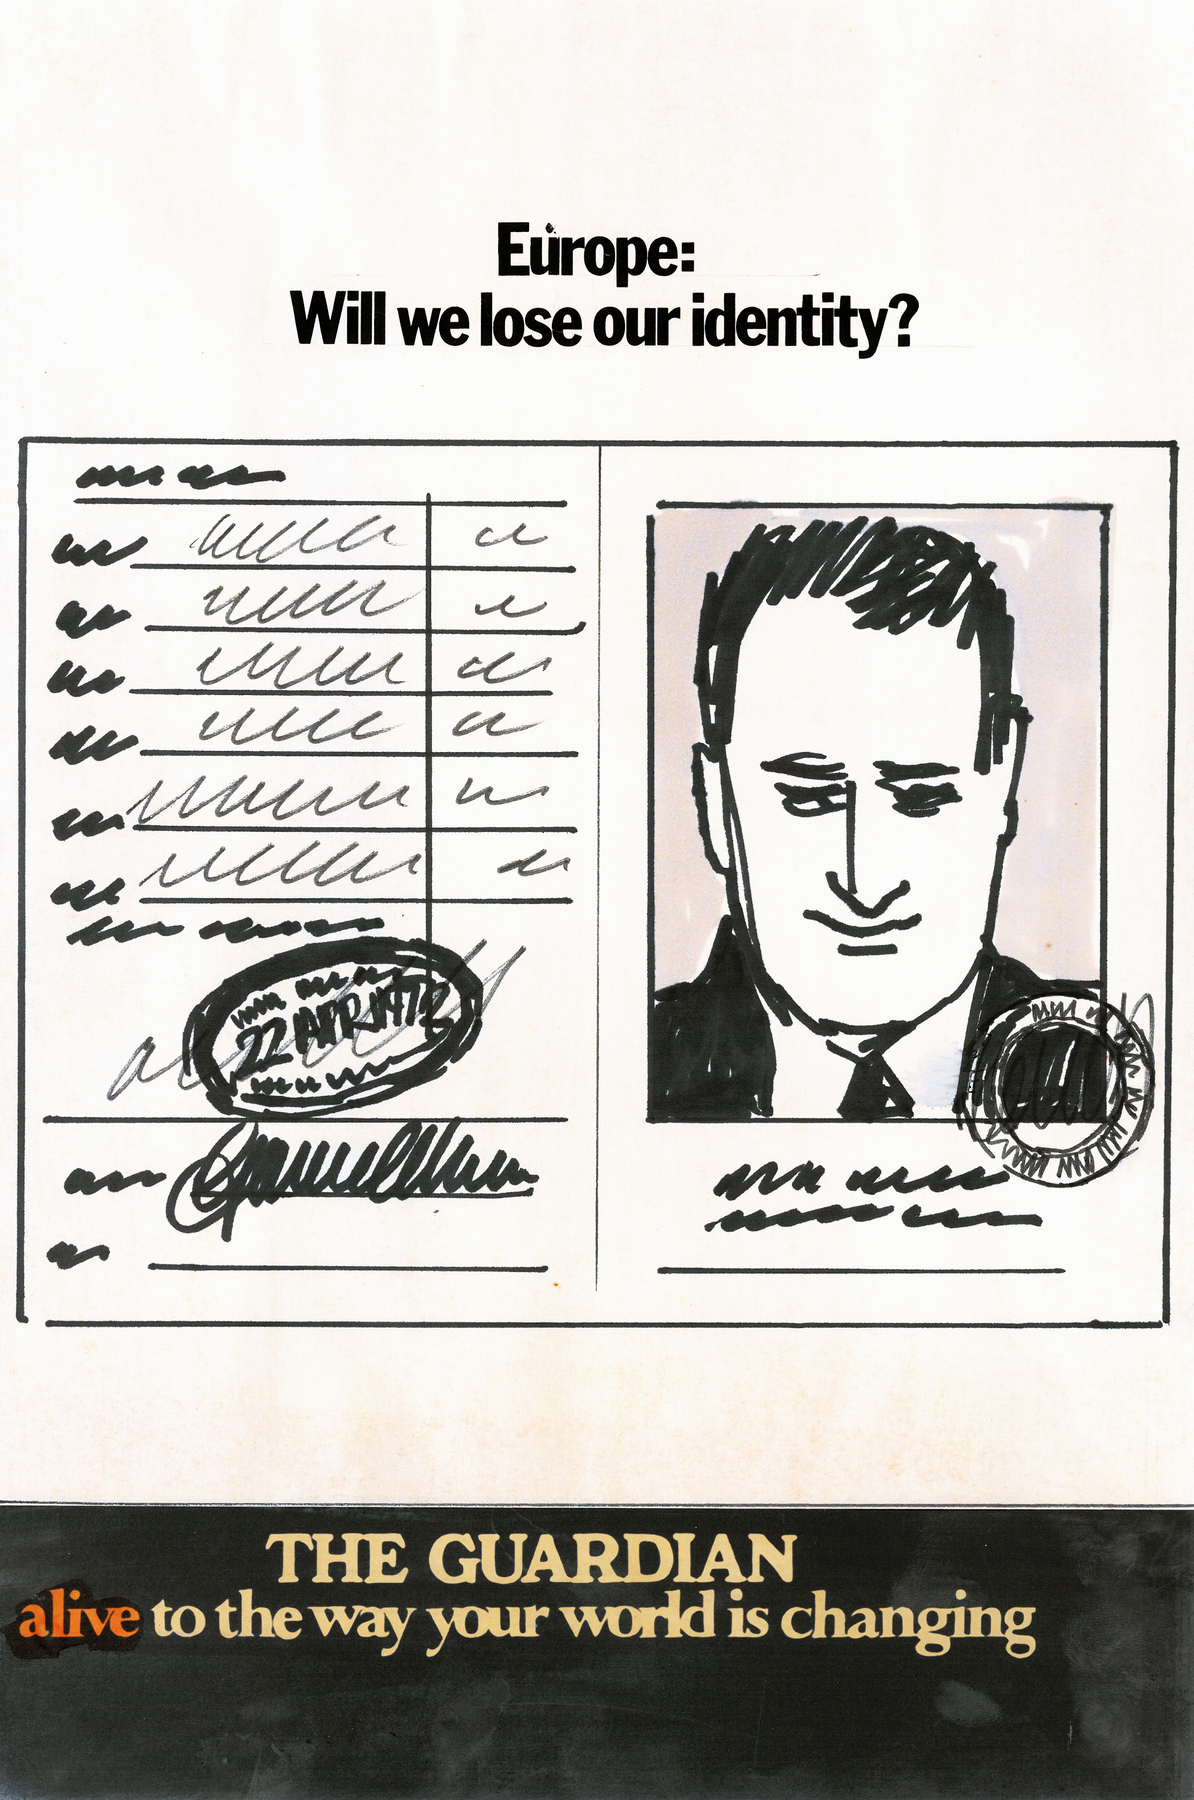 Europe:
Will we lose our identity?
22 APR 1972
THE GUARDIAN
alive to the way your world is changing